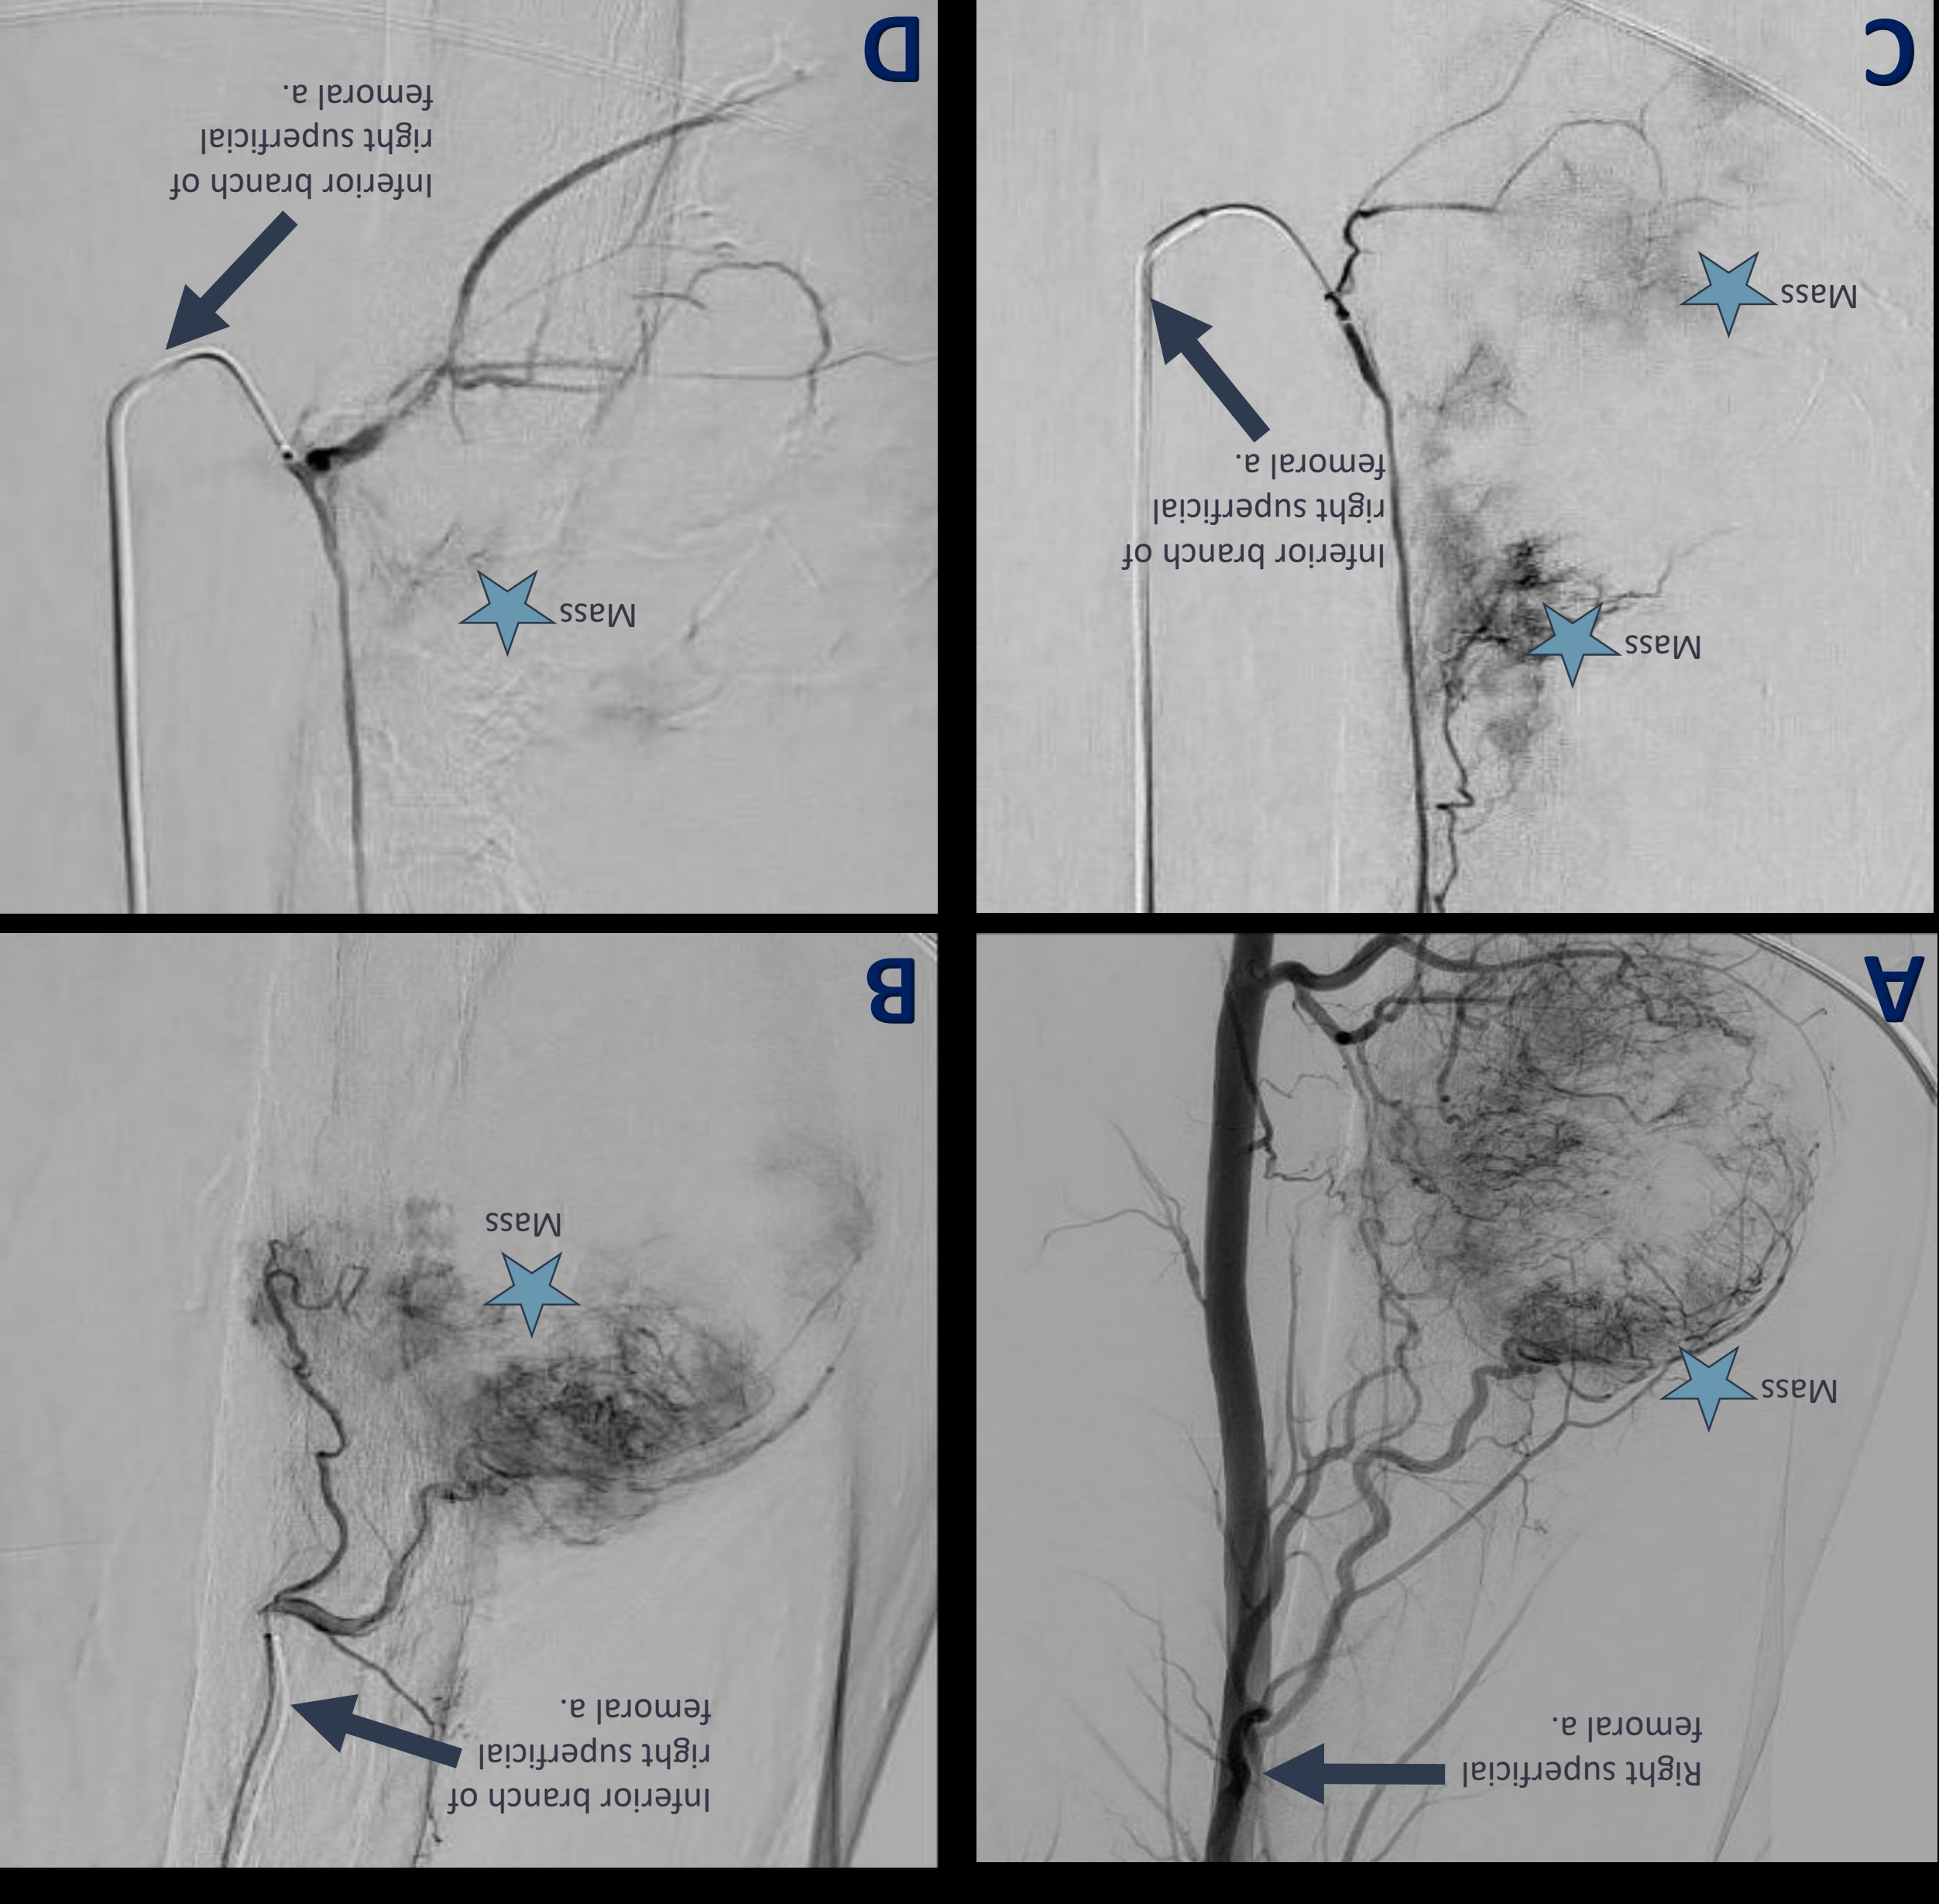 A
Right superficial
femoral a.
Mass
B
Inferior branch of
right superficial
femoral a.
Mass
C
Mass
Inferior branch of
right superficial
femoral a.
Mass
D
Mass
Inferior branch of
right superficial
femoral a.